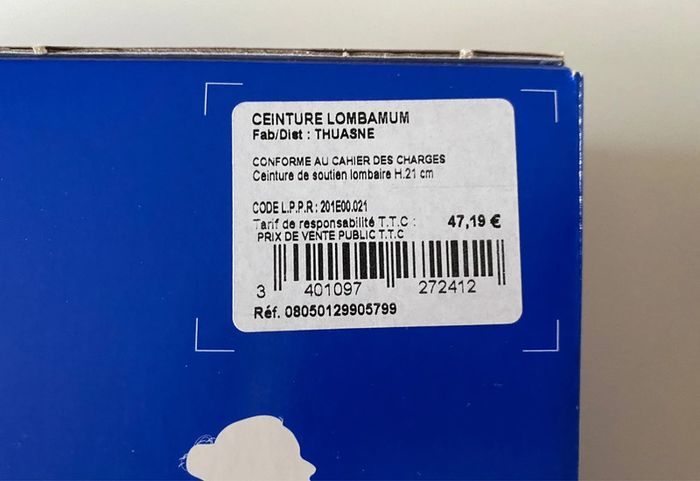 CEINTURE LOMBAMUM
Fab/Dist : THUASNE
CONFORME AU CAHIER DES CHARGES
Ceinture de soutien lombaire H.21 cm
CODE L.P.P.R : 201E00.021
Tarif de responsabilité T.T.C : 47,19 €
PRIX DE VENTE PUBLIC T.T.C
3 401097 272412
Réf. 08050129905799